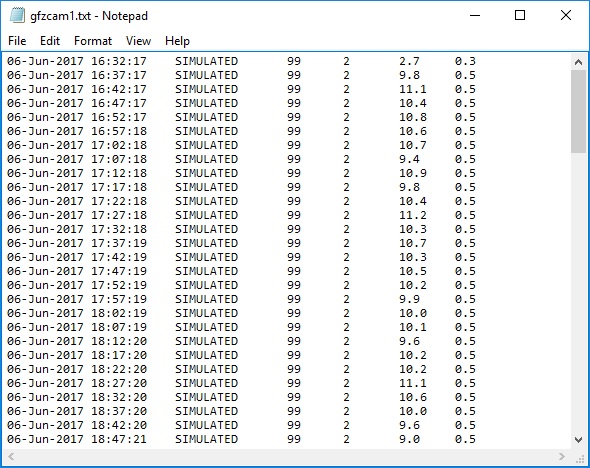 gfzcam1.txt - Notepad
File Edit Format View Help
06-Jun-2017 16:32:17 SIMULATED 99 2 2.7 0.3
06-Jun-2017 16:37:17 SIMULATED 99 2 9.8 0.5
06-Jun-2017 16:42:17 SIMULATED 99 2 11.1 0.5
06-Jun-2017 16:47:17 SIMULATED 99 2 10.4 0.5
06-Jun-2017 16:52:17 SIMULATED 99 2 10.8 0.5
06-Jun-2017 16:57:18 SIMULATED 99 2 10.6 0.5
06-Jun-2017 17:02:18 SIMULATED 99 2 10.7 0.5
06-Jun-2017 17:07:18 SIMULATED 99 2 9.4 0.5
06-Jun-2017 17:12:18 SIMULATED 99 2 10.9 0.5
06-Jun-2017 17:17:18 SIMULATED 99 2 9.8 0.5
06-Jun-2017 17:22:18 SIMULATED 99 2 10.4 0.5
06-Jun-2017 17:27:18 SIMULATED 99 2 11.2 0.5
06-Jun-2017 17:32:18 SIMULATED 99 2 10.3 0.5
06-Jun-2017 17:37:19 SIMULATED 99 2 10.7 0.5
06-Jun-2017 17:42:19 SIMULATED 99 2 10.3 0.5
06-Jun-2017 17:47:19 SIMULATED 99 2 10.5 0.5
06-Jun-2017 17:52:19 SIMULATED 99 2 10.2 0.5
06-Jun-2017 17:57:19 SIMULATED 99 2 9.9 0.5
06-Jun-2017 18:02:19 SIMULATED 99 2 10.0 0.5
06-Jun-2017 18:07:19 SIMULATED 99 2 10.1 0.5
06-Jun-2017 18:12:20 SIMULATED 99 2 9.6 0.5
06-Jun-2017 18:17:20 SIMULATED 99 2 10.2 0.5
06-Jun-2017 18:22:20 SIMULATED 99 2 10.2 0.5
06-Jun-2017 18:27:20 SIMULATED 99 2 11.1 0.5
06-Jun-2017 18:32:20 SIMULATED 99 2 10.6 0.5
06-Jun-2017 18:37:20 SIMULATED 99 2 10.0 0.5
06-Jun-2017 18:42:20 SIMULATED 99 2 9.6 0.5
06-Jun-2017 18:47:21 SIMULATED 99 2 9.0 0.5